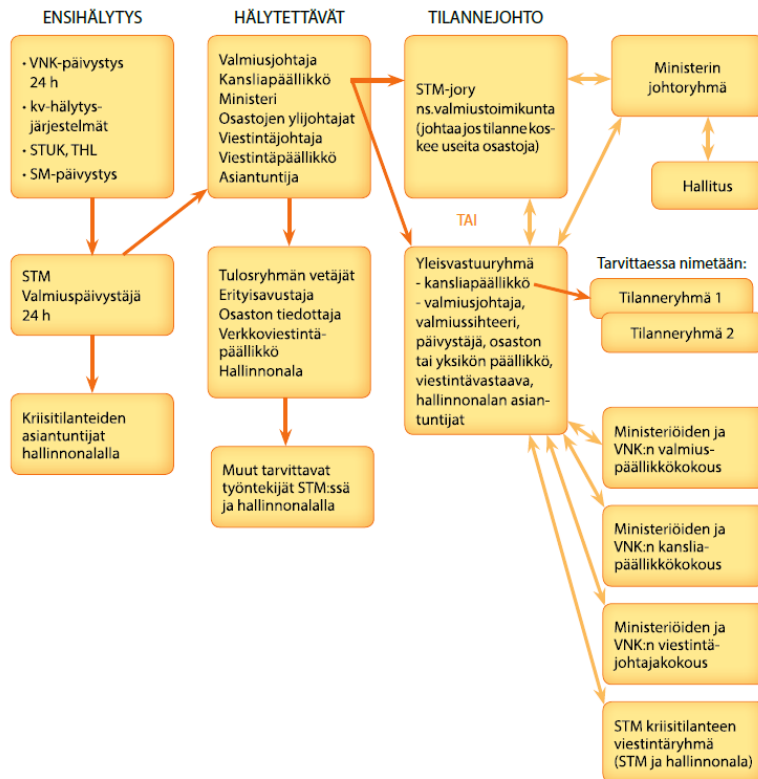 ENSIHÄLYTYS
· VNK-päivystys
24 h
· kv-hälytys-
järjestelmät
· STUK, THL
· SM-päivystys
STM
Valmiuspäivystäjä
24 h
Kriisitilanteiden
asiantuntijat
hallinnonalalla
HÄLYTETTÄVÄT
Valmiusjohtaja
Kansliapäällikkö
Ministeri
Osastojen ylijohtajat
Viestintäjohtaja
Viestintäpäällikkö
Asiantuntija
Tulosryhmän vetäjät
Erityisavustaja
Osaston tiedottaja
Verkkoviestintä-
päällikkö
Hallinnonala
Muut tarvittavat
työntekijät STM:ssä
ja hallinnonalalla
TILANNEJOHTO
STM-jory
ns.valmiustoimikunta
(johtaa jos tilanne kos-
kee useita osastoja)
TAI
Yleisvastuuryhmä
- kansliapäällikkö
- valmiusjohtaja,
valmiussihteeri,
päivystäjä, osaston
tai yksikön päällikkö,
viestintävastaava,
hallinnonalan asian-
tuntijat
Ministerin
johtoryhmä
Hallitus
Tarvittaessa nimetään:
Tilanneryhmä 1
Tilanneryhmä 2
Ministeriöiden ja
VNK:n valmius-
päällikkökokous
Ministeriöiden ja
VNK:n kanslia-
päällikkökokous
Ministeriöiden ja
VNK:n viestintä-
johtajakokous
STM kriisitilanteen
viestintäryhmä
(STM ja hallinnonala)